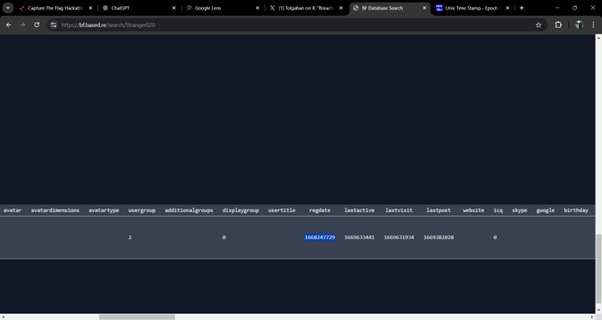 Capture The Flag Hackath
ChatGPT
Google Lens
(1) Tolgahan on X: "Breach
BF Database Search
Unix Time Stamp - Epoch
https://bf.based.re/search/Stranger020
avatar avatardimensions avatartype usergroup additionalgroups displaygroup usertitle regdate lastactive lastvisit lastpost website icq skype google birthday
2 0 1668247729 1669633441 1669631934 1669382828 0